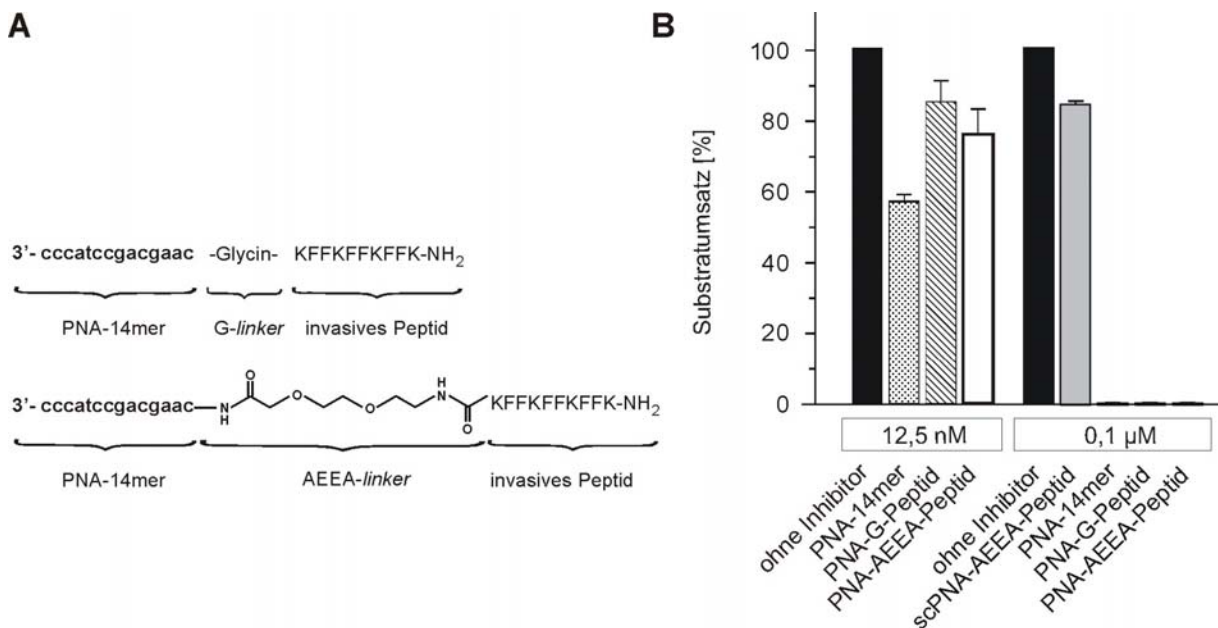 A
3'- cccatccgacgaac -Glycin- KFFKFFKFFK-NH2
PNA-14mer G-linker invasives Peptid
3'- cccatccgacgaac N H O O O H N O KFFKFFKFFK-NH2
PNA-14mer AEEA-linker invasives Peptid
B
Substratumsatz [%]
100
80
60
40
20
0
12,5 nM 0,1 µM
ohne Inhibitor
PNA-14mer
PNA-G-Peptid
PNA-AEEA-Peptid
ohne Inhibitor
scPNA-AEEA-Peptid
PNA-14mer
PNA-G-Peptid
PNA-AEEA-Peptid